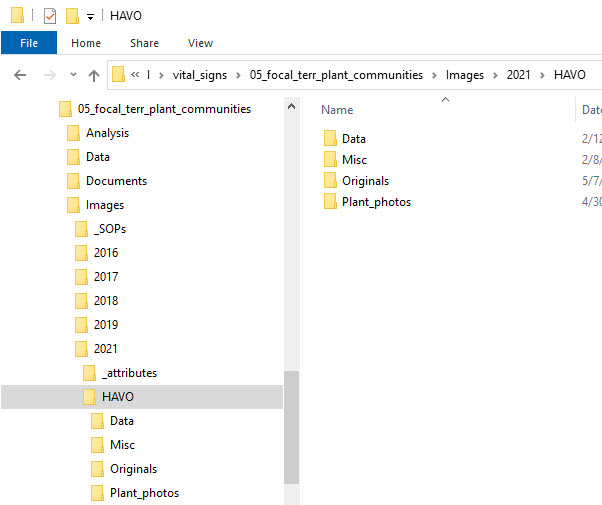 HAVO
File Home Share View
« I > vital_signs > 05_focal_terr_plant_communities > Images > 2021 > HAVO
05_focal_terr_plant_communities
Analysis
Data
Documents
Images
_SOPs
2016
2017
2018
2019
2021
_attributes
HAVO
Data
Misc
Originals
Plant_photos
Name Date
Data 2/12
Misc 2/8/
Originals 5/7/
Plant_photos 4/30